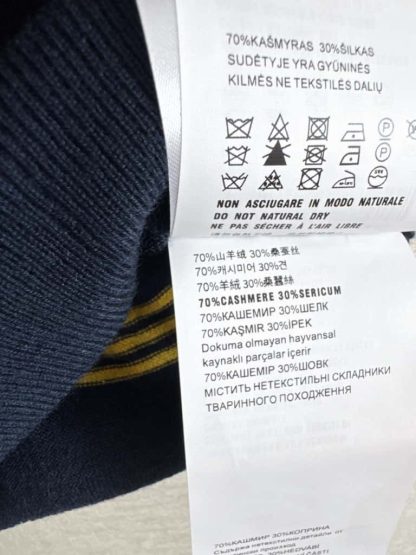 70%KAŠMYRAS 30%ŠILKAS
SUDĖTYJE YRA GYŪNINĖS
KILMĖS NE TEKSTILĖS DALIŲ
P
P
NON ASCIUGARE IN MODO NATURALE
DO NOT NATURAL DRY
NE PAS SÉCHER À L'AIR LIBRE
70%山羊绒 30%桑蚕丝
70%캐시미어 30%견
70%羊絨 30%桑蠶絲
70%CASHMERE 30%SERICUM
70%КАШЕМИР 30%ШЕЛК
70%KAŞMIR 30%İPEK
Dokuma olmayan hayvansal
kaynaklı parçalar içerir
70%КАШЕМІР 30%ШОВК
МІСТИТЬ НЕТЕКСТИЛЬНІ СКЛАДНИКИ
ТВАРИННОГО ПОХОДЖЕННЯ
70%КАШМИР 30%КОПРИНА